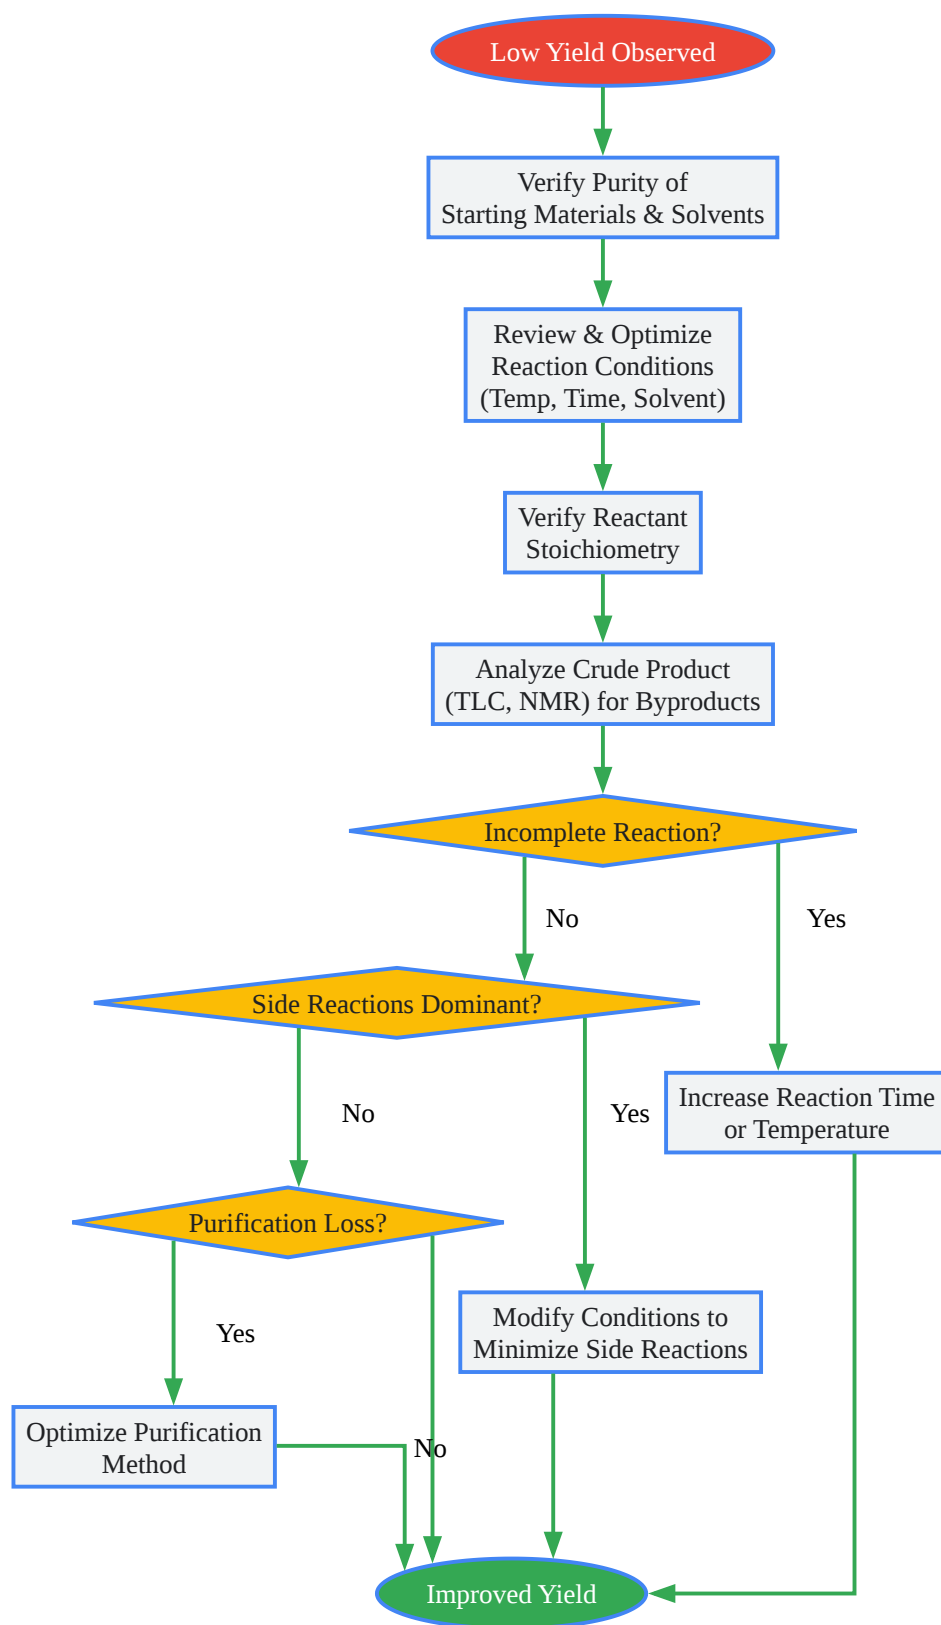 Low Yield Observed
Verify Purity of
Starting Materials & Solvents
Review & Optimize
Reaction Conditions
(Temp, Time, Solvent)
Verify Reactant
Stoichiometry
Analyze Crude Product
(TLC, NMR) for Byproducts
Incomplete Reaction?
No
Yes
Side Reactions Dominant?
No
Yes
Increase Reaction Time
or Temperature
Purification Loss?
Yes
Modify Conditions to
Minimize Side Reactions
Optimize Purification
Method
No
Improved Yield